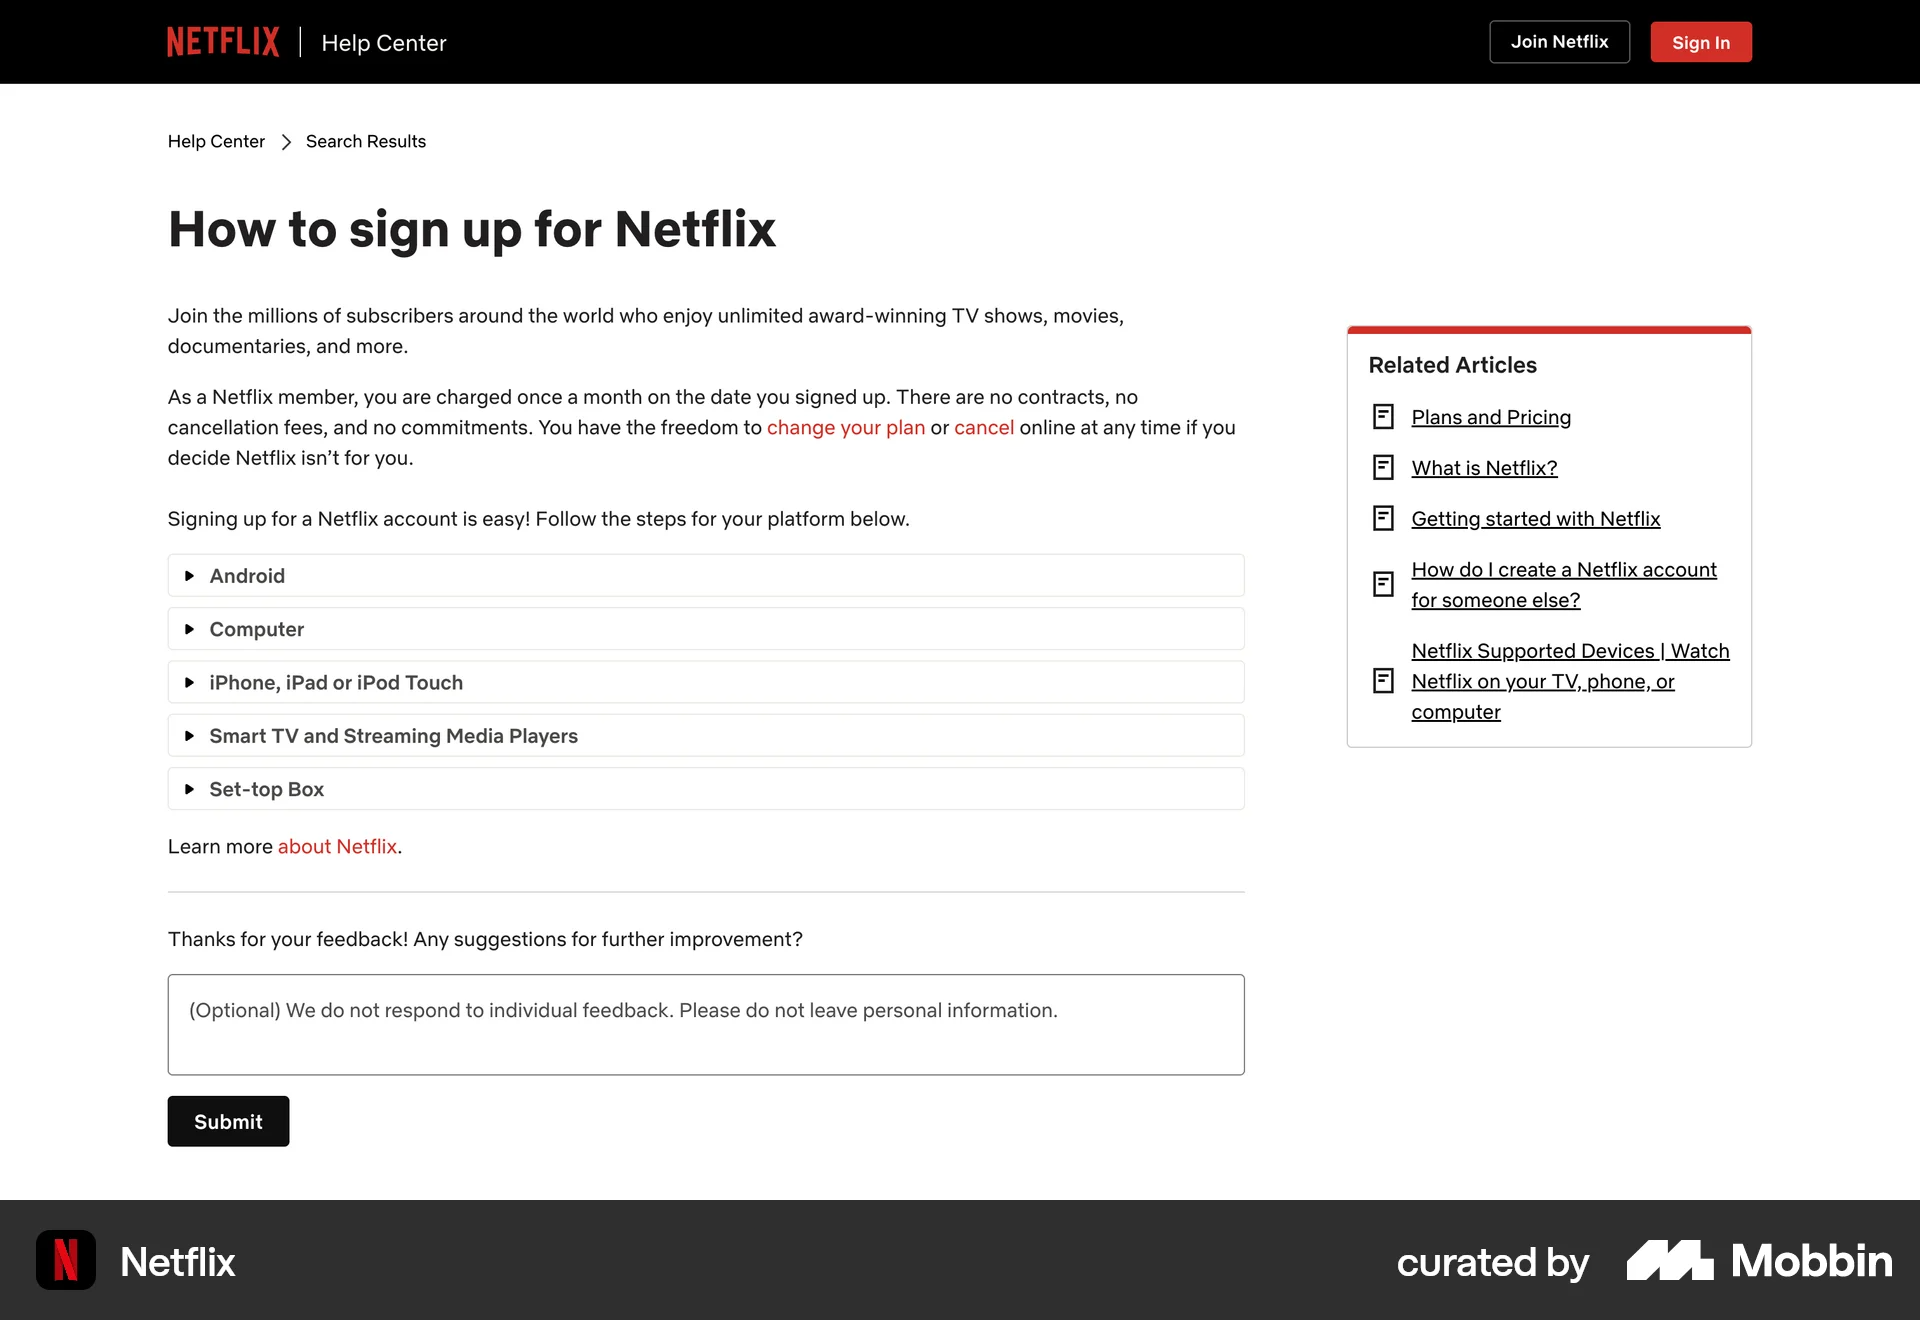 NETFLIX Help Center
Join Netflix
Sign In
Help Center
Search Results
How to sign up for Netflix
Join the millions of subscribers around the world who enjoy unlimited award-winning TV shows, movies,
documentaries, and more.
As a Netflix member, you are charged once a month on the date you signed up. There are no contracts, no
cancellation fees, and no commitments. You have the freedom to change your plan or cancel online at any time if you
decide Netflix isn’t for you.
Signing up for a Netflix account is easy! Follow the steps for your platform below.
Android
Computer
iPhone, iPad or iPod Touch
Smart TV and Streaming Media Players
Set-top Box
Learn more about Netflix.
Thanks for your feedback! Any suggestions for further improvement?
(Optional) We do not respond to individual feedback. Please do not leave personal information.
Submit
Related Articles
Plans and Pricing
What is Netflix?
Getting started with Netflix
How do I create a Netflix account
for someone else?
Netflix Supported Devices | Watch
Netflix on your TV, phone, or
computer
N Netflix
curated by Mobbin